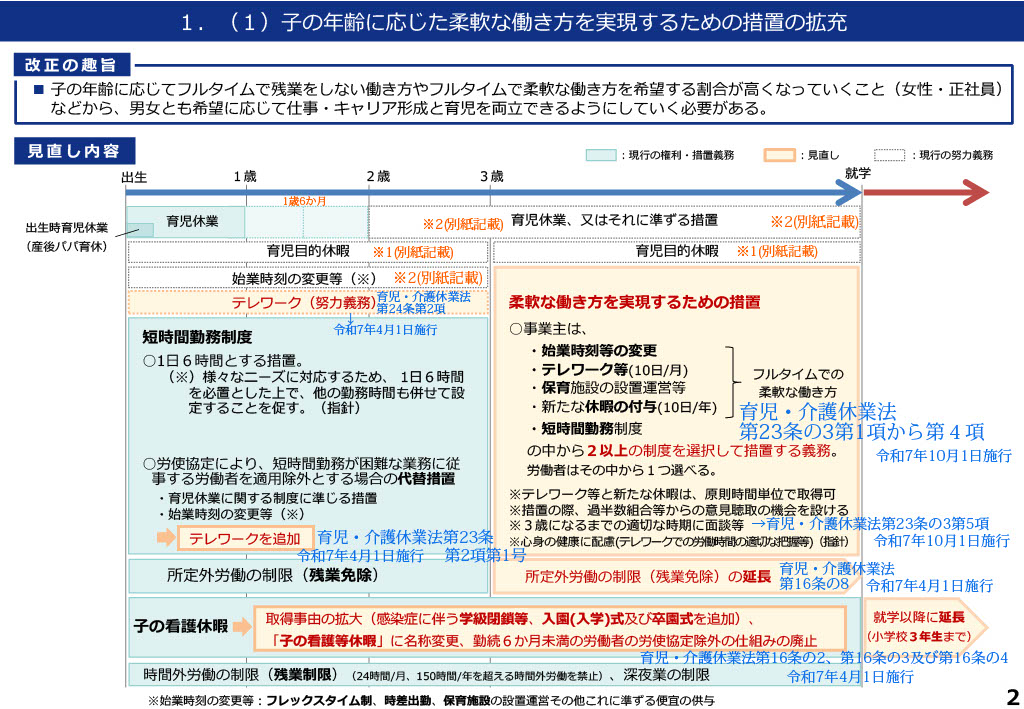 １．（１）子の年齢に応じた柔軟な働き方を実現するための措置の拡充
改正の趣旨
■ 子の年齢に応じてフルタイムで残業をしない働き方やフルタイムで柔軟な働き方を希望する割合が高くなっていくこと（女性・正社員）
などから、男女とも希望に応じて仕事・キャリア形成と育児を両立できるようにしていく必要がある。
見直し内容
：現行の権利・措置義務 ：見直し ：現行の努力義務
出生 １歳 ２歳 ３歳 就学
1歳6か月
出生時育児休業
（産後パパ育休）
育児休業
※2(別紙記載) 育児休業、又はそれに準ずる措置 ※2(別紙記載)
育児目的休暇 ※1(別紙記載)
育児目的休暇 ※1(別紙記載)
始業時刻の変更等（※） ※2(別紙記載)
テレワーク（努力義務）
育児・介護休業法
第24条第2項
↓
令和7年4月1日施行
短時間勤務制度
○1日６時間とする措置。
（※）様々なニーズに対応するため、 1日６時間
を必置とした上で、他の勤務時間も併せて設
定することを促す。（指針）
○労使協定により、短時間勤務が困難な業務に従
事する労働者を適用除外とする場合の代替措置
・育児休業に関する制度に準じる措置
・始業時刻の変更等（※）
テレワークを追加
育児・介護休業法第23条
第2項第1号
令和7年4月1日施行
柔軟な働き方を実現するための措置
○事業主は、
・始業時刻等の変更
・テレワーク等(10日/月)
・保育施設の設置運営等
・新たな休暇の付与(10日/年)
・短時間勤務制度
フルタイムでの
柔軟な働き方
育児・介護休業法
第23条の3第1項から第４項
令和7年10月1日施行
の中から２以上の制度を選択して措置する義務。
労働者はその中から１つ選べる。
※テレワーク等と新たな休暇は、原則時間単位で取得可
※措置の際、過半数組合等からの意見聴取の機会を設ける
※３歳になるまでの適切な時期に面談等 →育児・介護休業法第23条の3第5項
令和7年10月1日施行
※心身の健康に配慮(テレワークでの労働時間の適切な把握等)（指針）
所定外労働の制限（残業免除）
所定外労働の制限（残業免除）の延長
育児・介護休業法
第16条の8 令和7年4月1日施行
子の看護休暇
取得事由の拡大（感染症に伴う学級閉鎖等、入園(入学)式及び卒園式を追加）、
「子の看護等休暇」に名称変更、勤続６か月未満の労働者の労使協定除外の仕組みの廃止
就学以降に延長
（小学校３年生まで）
育児・介護休業法第16条の2、第16条の3及び第16条の4
令和7年4月1日施行
時間外労働の制限（残業制限）（24時間/月、150時間/年を超える時間外労働を禁止）、深夜業の制限
※始業時刻の変更等：フレックスタイム制、時差出勤、保育施設の設置運営その他これに準ずる便宜の供与
2